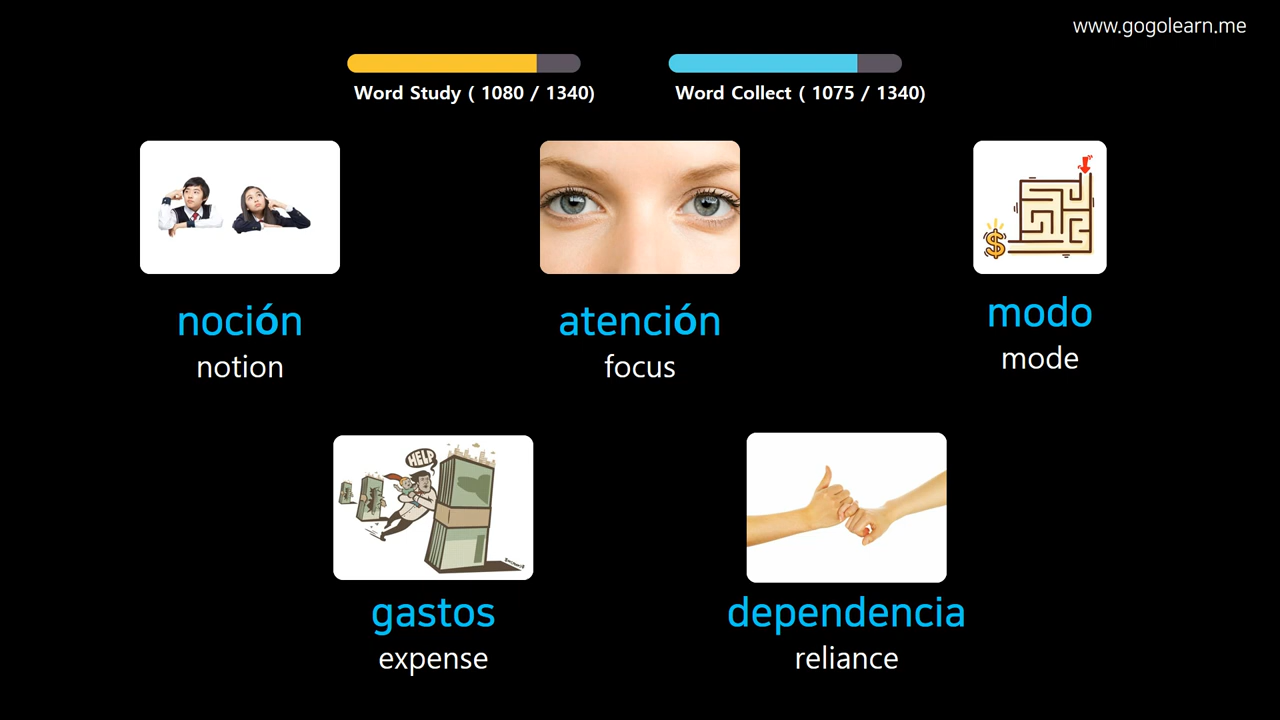 www.gogolearn.me
Word Study ( 1080 / 1340)
Word Collect ( 1075 / 1340)
noción
notion
atención
focus
modo
mode
HELP
$
gastos
expense
dependencia
reliance